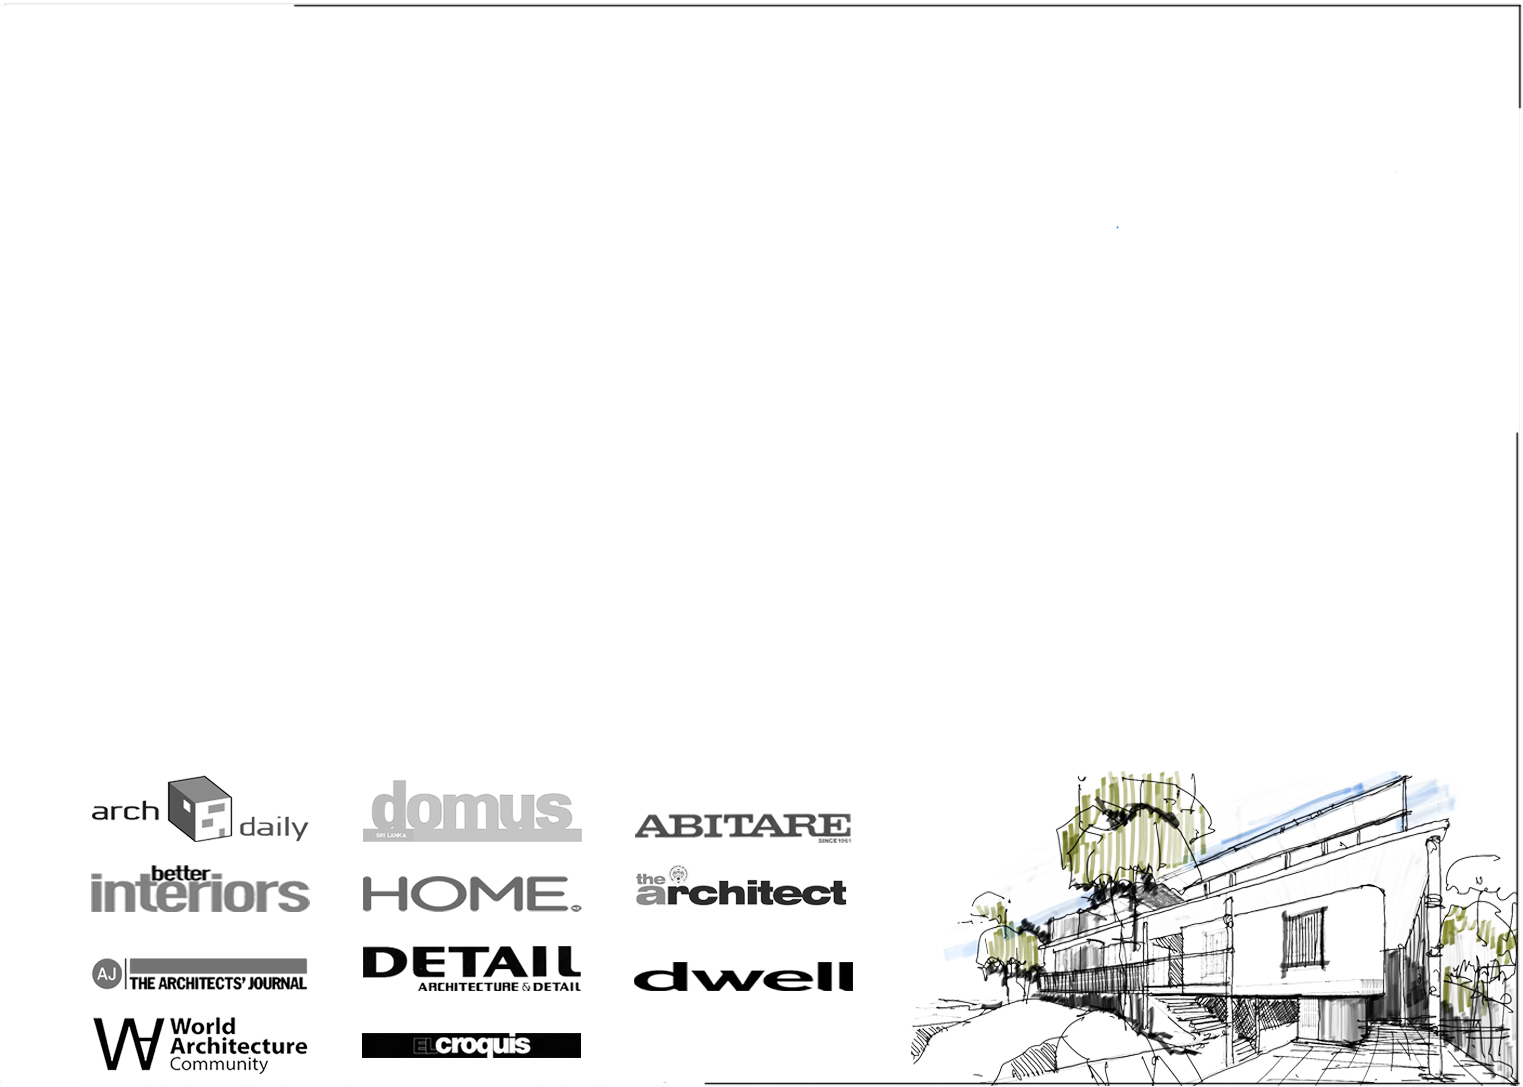 arch daily
domus
SRI LANKA
ABITARE
SINCE 1961
better
interiors
HOME
the
architect
AJ
THE ARCHITECTS' JOURNAL
DETAIL
ARCHITECTURE & DETAIL
dwell
WA
World
Architecture
Community
EL croquis